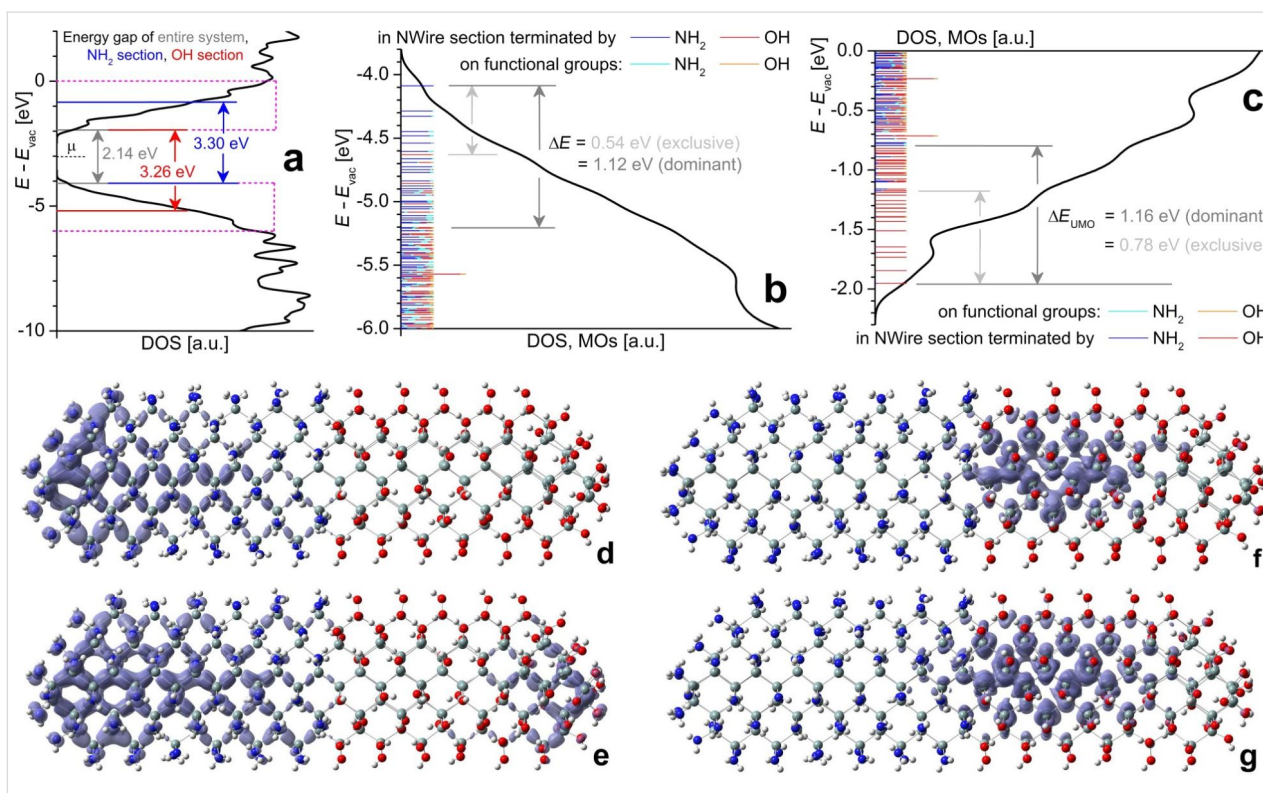 Energy gap of entire system,
NH2 section, OH section
0
-5
-10
E - Evac [eV]
μ
2.14 eV
3.26 eV
3.30 eV
a
DOS [a.u.]
in NWire section terminated by NH2 OH
on functional groups: NH2 OH
-4.0
-4.5
-5.0
-5.5
-6.0
E - Evac [eV]
ΔE = 0.54 eV (exclusive)
= 1.12 eV (dominant)
b
DOS, MOs [a.u.]
DOS, MOs [a.u.]
0.0
-0.5
-1.0
-1.5
-2.0
E - Evac [eV]
c
ΔEUMO = 1.16 eV (dominant
= 0.78 eV (exclusive
on functional groups: NH2 OH
in NWire section terminated by NH2 OH
d
f
e
g